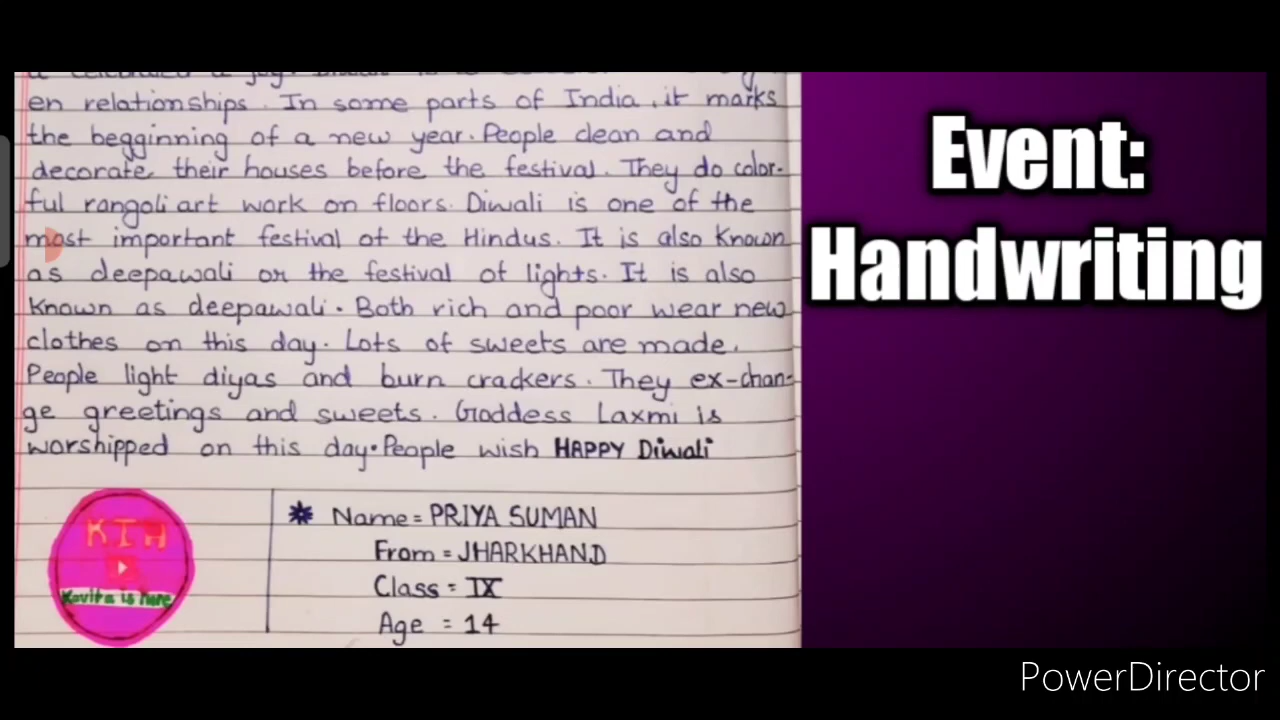 en relationships. In some parts of India, it marks
the begginning of a new year. People clean and
decorate their houses before the festival. They do color-
ful rangoli art work on floors. Diwali is one of the
most important festival of the Hindus. It is also known
as deepawali or the festival of lights. It is also
known as deepawali. Both rich and poor wear new
clothes on this day. Lots of sweets are made.
People light diyas and burn crackers. They ex-chan-
ge greetings and sweets. Goddess Laxmi is
worshipped on this day. People wish HAPPY Diwali
* Name = PRIYA SUMAN
From = JHARKHAND
Class = IX
Age = 14
KIH
Kavita is here
Event:
Handwriting
PowerDirector